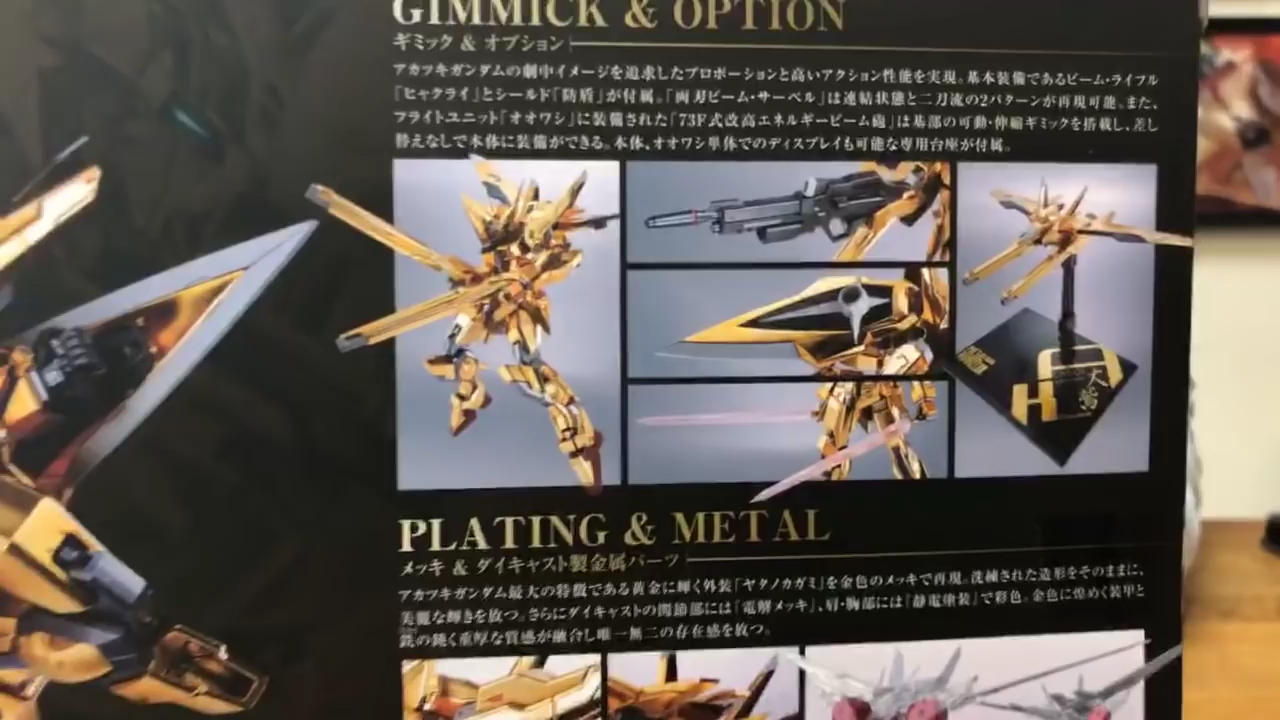 GIMMICK & OPTION
ギミック & オプション
アカツキガンダムの劇中イメージを追求したプロポーションと高いアクション性能を実現。基本装備であるビーム・ライフル
「ヒャクライ」とシールド「防盾」が付属。「両刃ビーム・サーベル」は連結状態と二刀流の2パターンが再現可能。また、
フライトユニット「オオワシ」に装備された「73F式改高エネルギービーム砲」は基部の可動・伸縮ギミックを搭載し、差し
替えなしで本体に装備ができる。本体、オオワシ単体でのディスプレイも可能な専用台座が付属。
大鷲
PLATING & METAL
メッキ & ダイキャスト製金属パーツ
アカツキガンダム最大の特徴である黄金に輝く外装「ヤタノカガミ」を金色のメッキで再現。洗練された造形をそのままに、
美麗な輝きを放つ。さらにダイキャストの関節部には「電解メッキ」、肩・胸部には「静電塗装」で彩色。金色に煌めく装甲と
鉄の鈍く重厚な質感が融合し唯一無二の存在感を放つ。